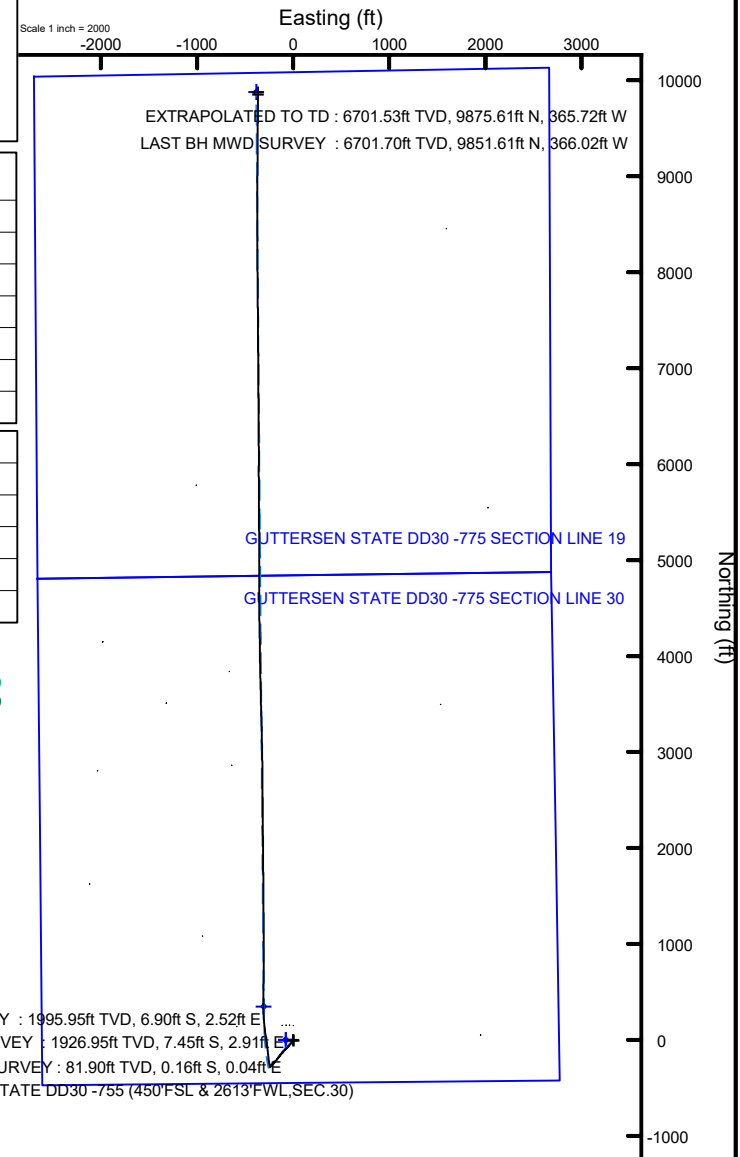 Easting (ft)
Scale 1 inch = 2000
-2000 -1000 0 1000 2000 3000
10000
EXTRAPOLATED TO TD : 6701.53ft TVD, 9875.61ft N, 365.72ft W
LAST BH MWD SURVEY : 6701.70ft TVD, 9851.61ft N, 366.02ft W
9000
8000
7000
6000
GUTTERSEN STATE DD30 -775 SECTION LINE 19
5000
Northing (ft)
GUTTERSEN STATE DD30 -775 SECTION LINE 30
4000
3000
2000
1000
Y : 1995.95ft TVD, 6.90ft S, 2.52ft E
VEY : 1926.95ft TVD, 7.45ft S, 2.91ft E
0
URVEY : 81.90ft TVD, 0.16ft S, 0.04ft E
TATE DD30 -755 (450'FSL & 2613'FWL,SEC.30)
-1000